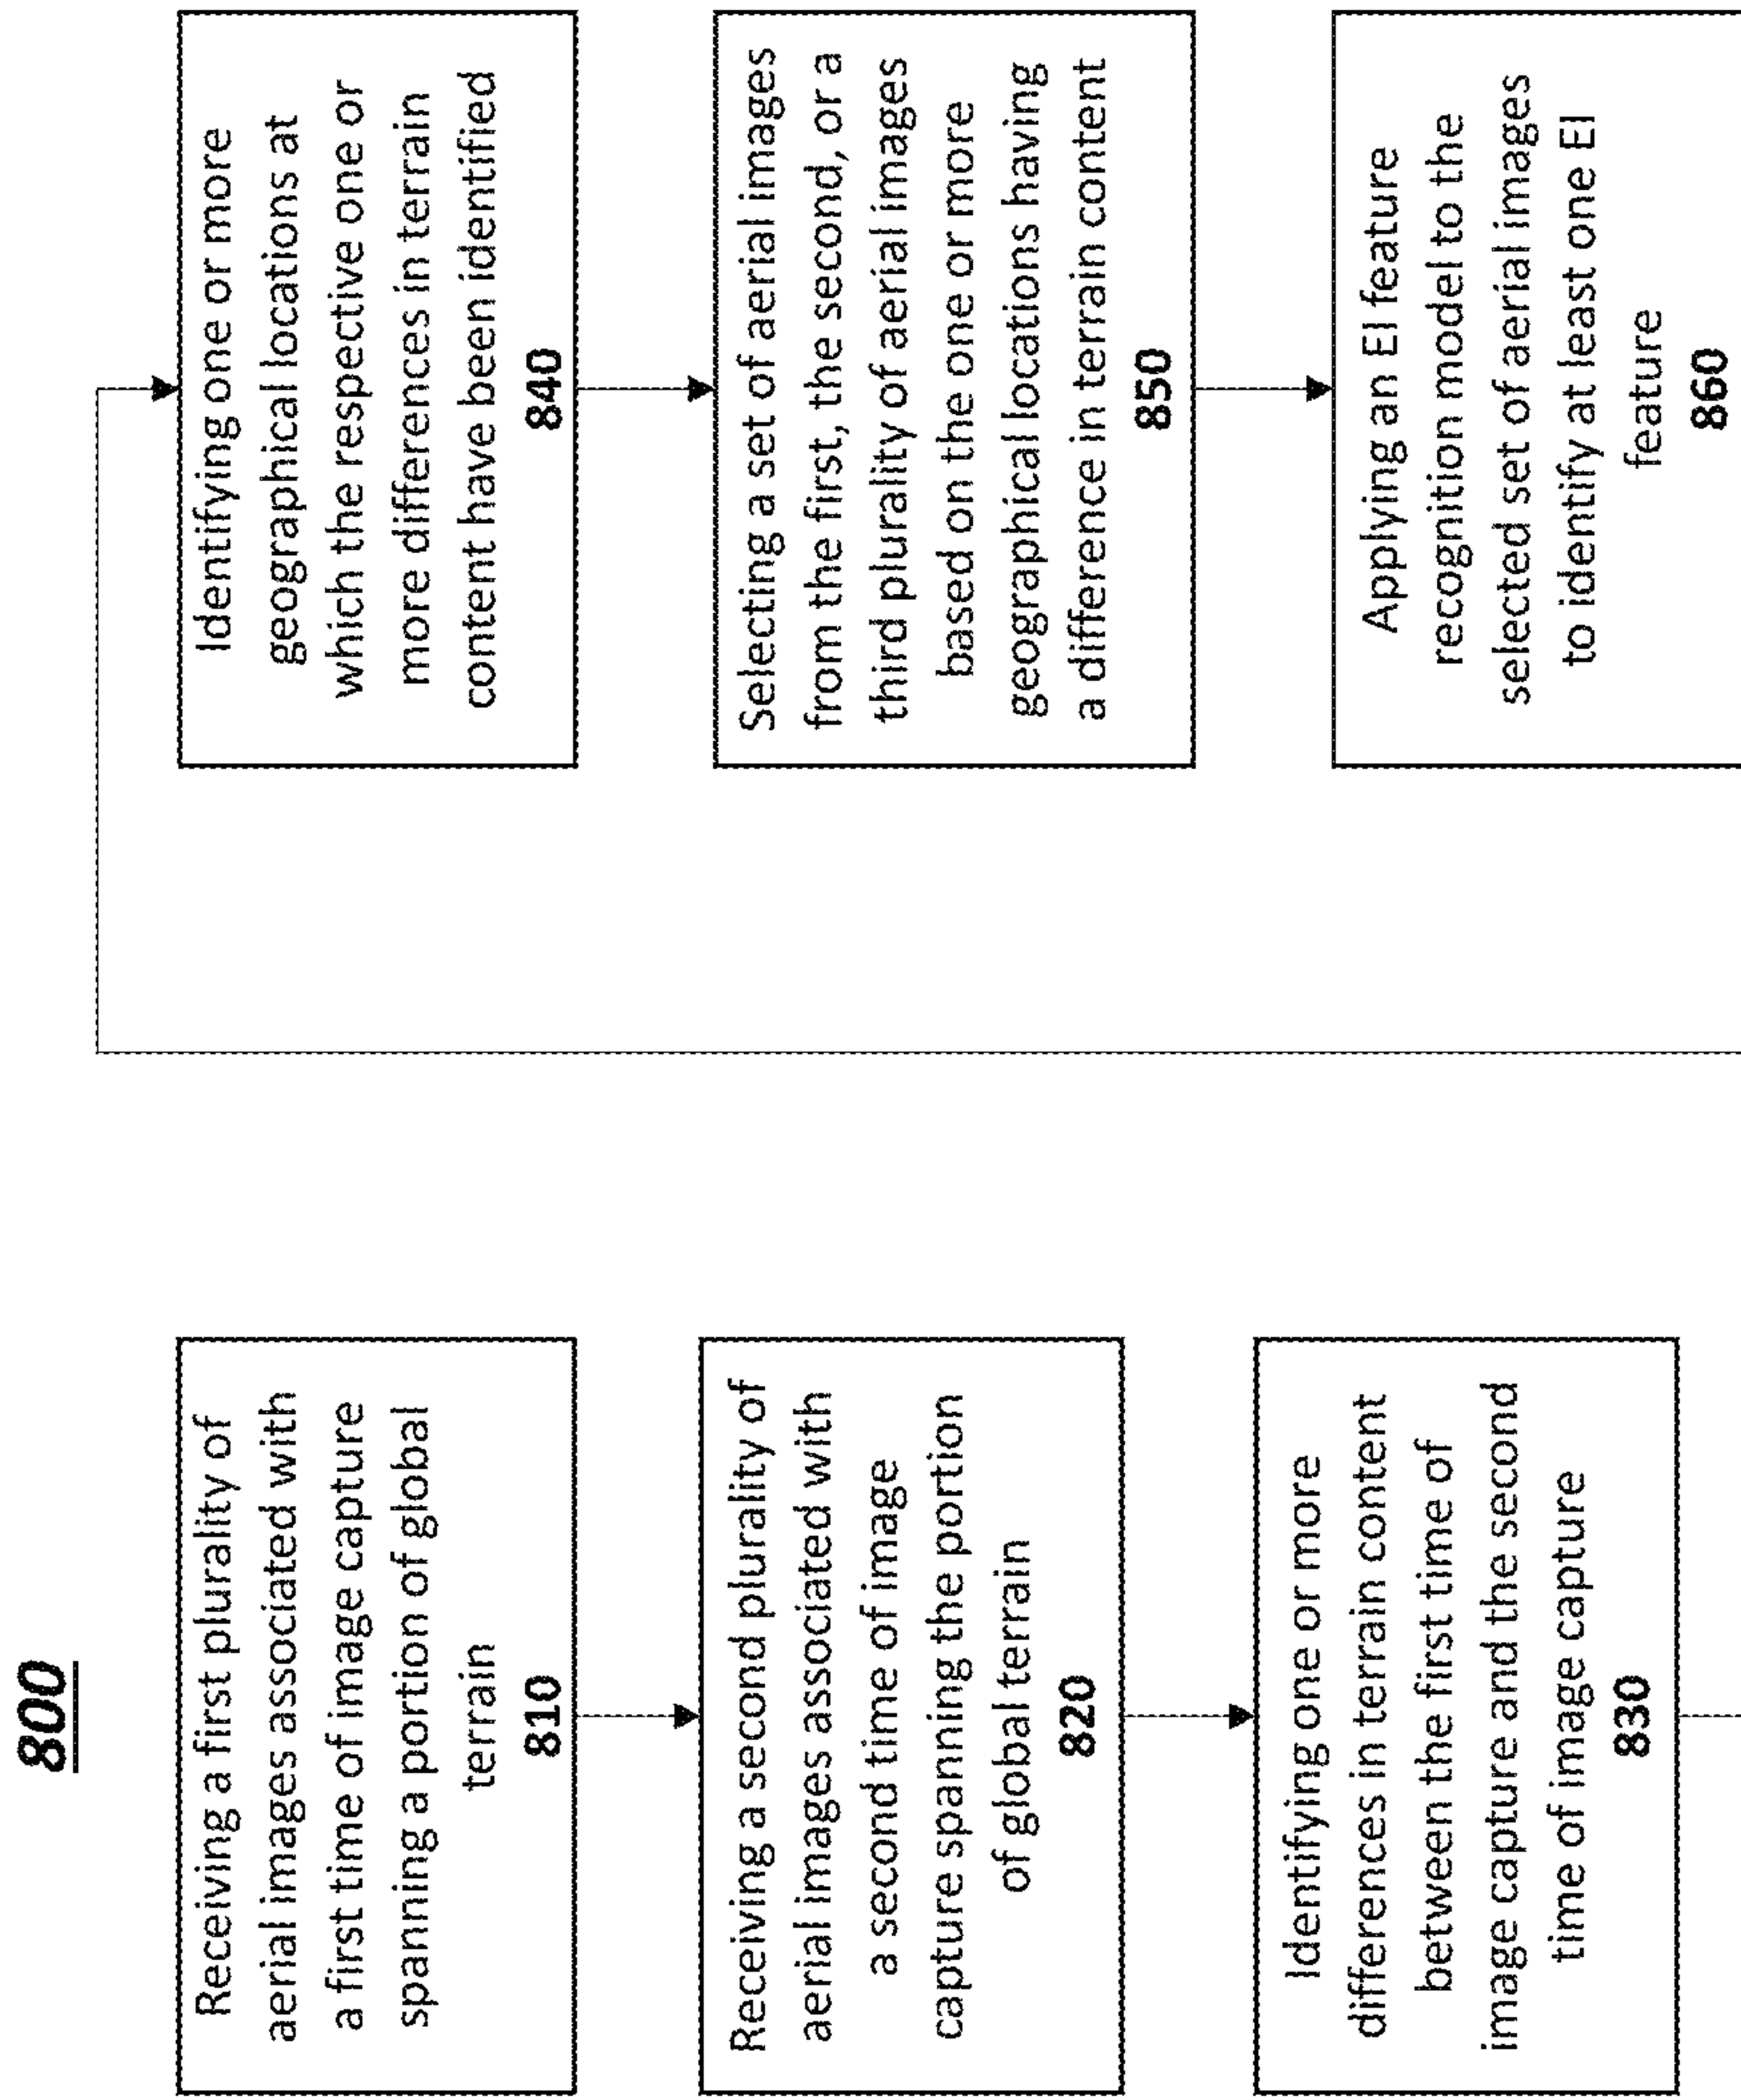 800
Receiving a first plurality of
aerial images associated with
a first time of image capture
spanning a portion of global
terrain
810
Receiving a second plurality of
aerial images associated with
a second time of image
capture spanning the portion
of global terrain
820
Identifying one or more
differences in terrain content
between the first time of
image capture and the second
time of image capture
830
Identifying one or more
geographical locations at
which the respective one or
more differences in terrain
content have been identified
840
Selecting a set of aerial images
from the first, the second, or a
third plurality of aerial images
based on the one or more
geographical locations having
a difference in terrain content
850
Applying an EI feature
recognition model to the
selected set of aerial images
to identify at least one EI
feature
860